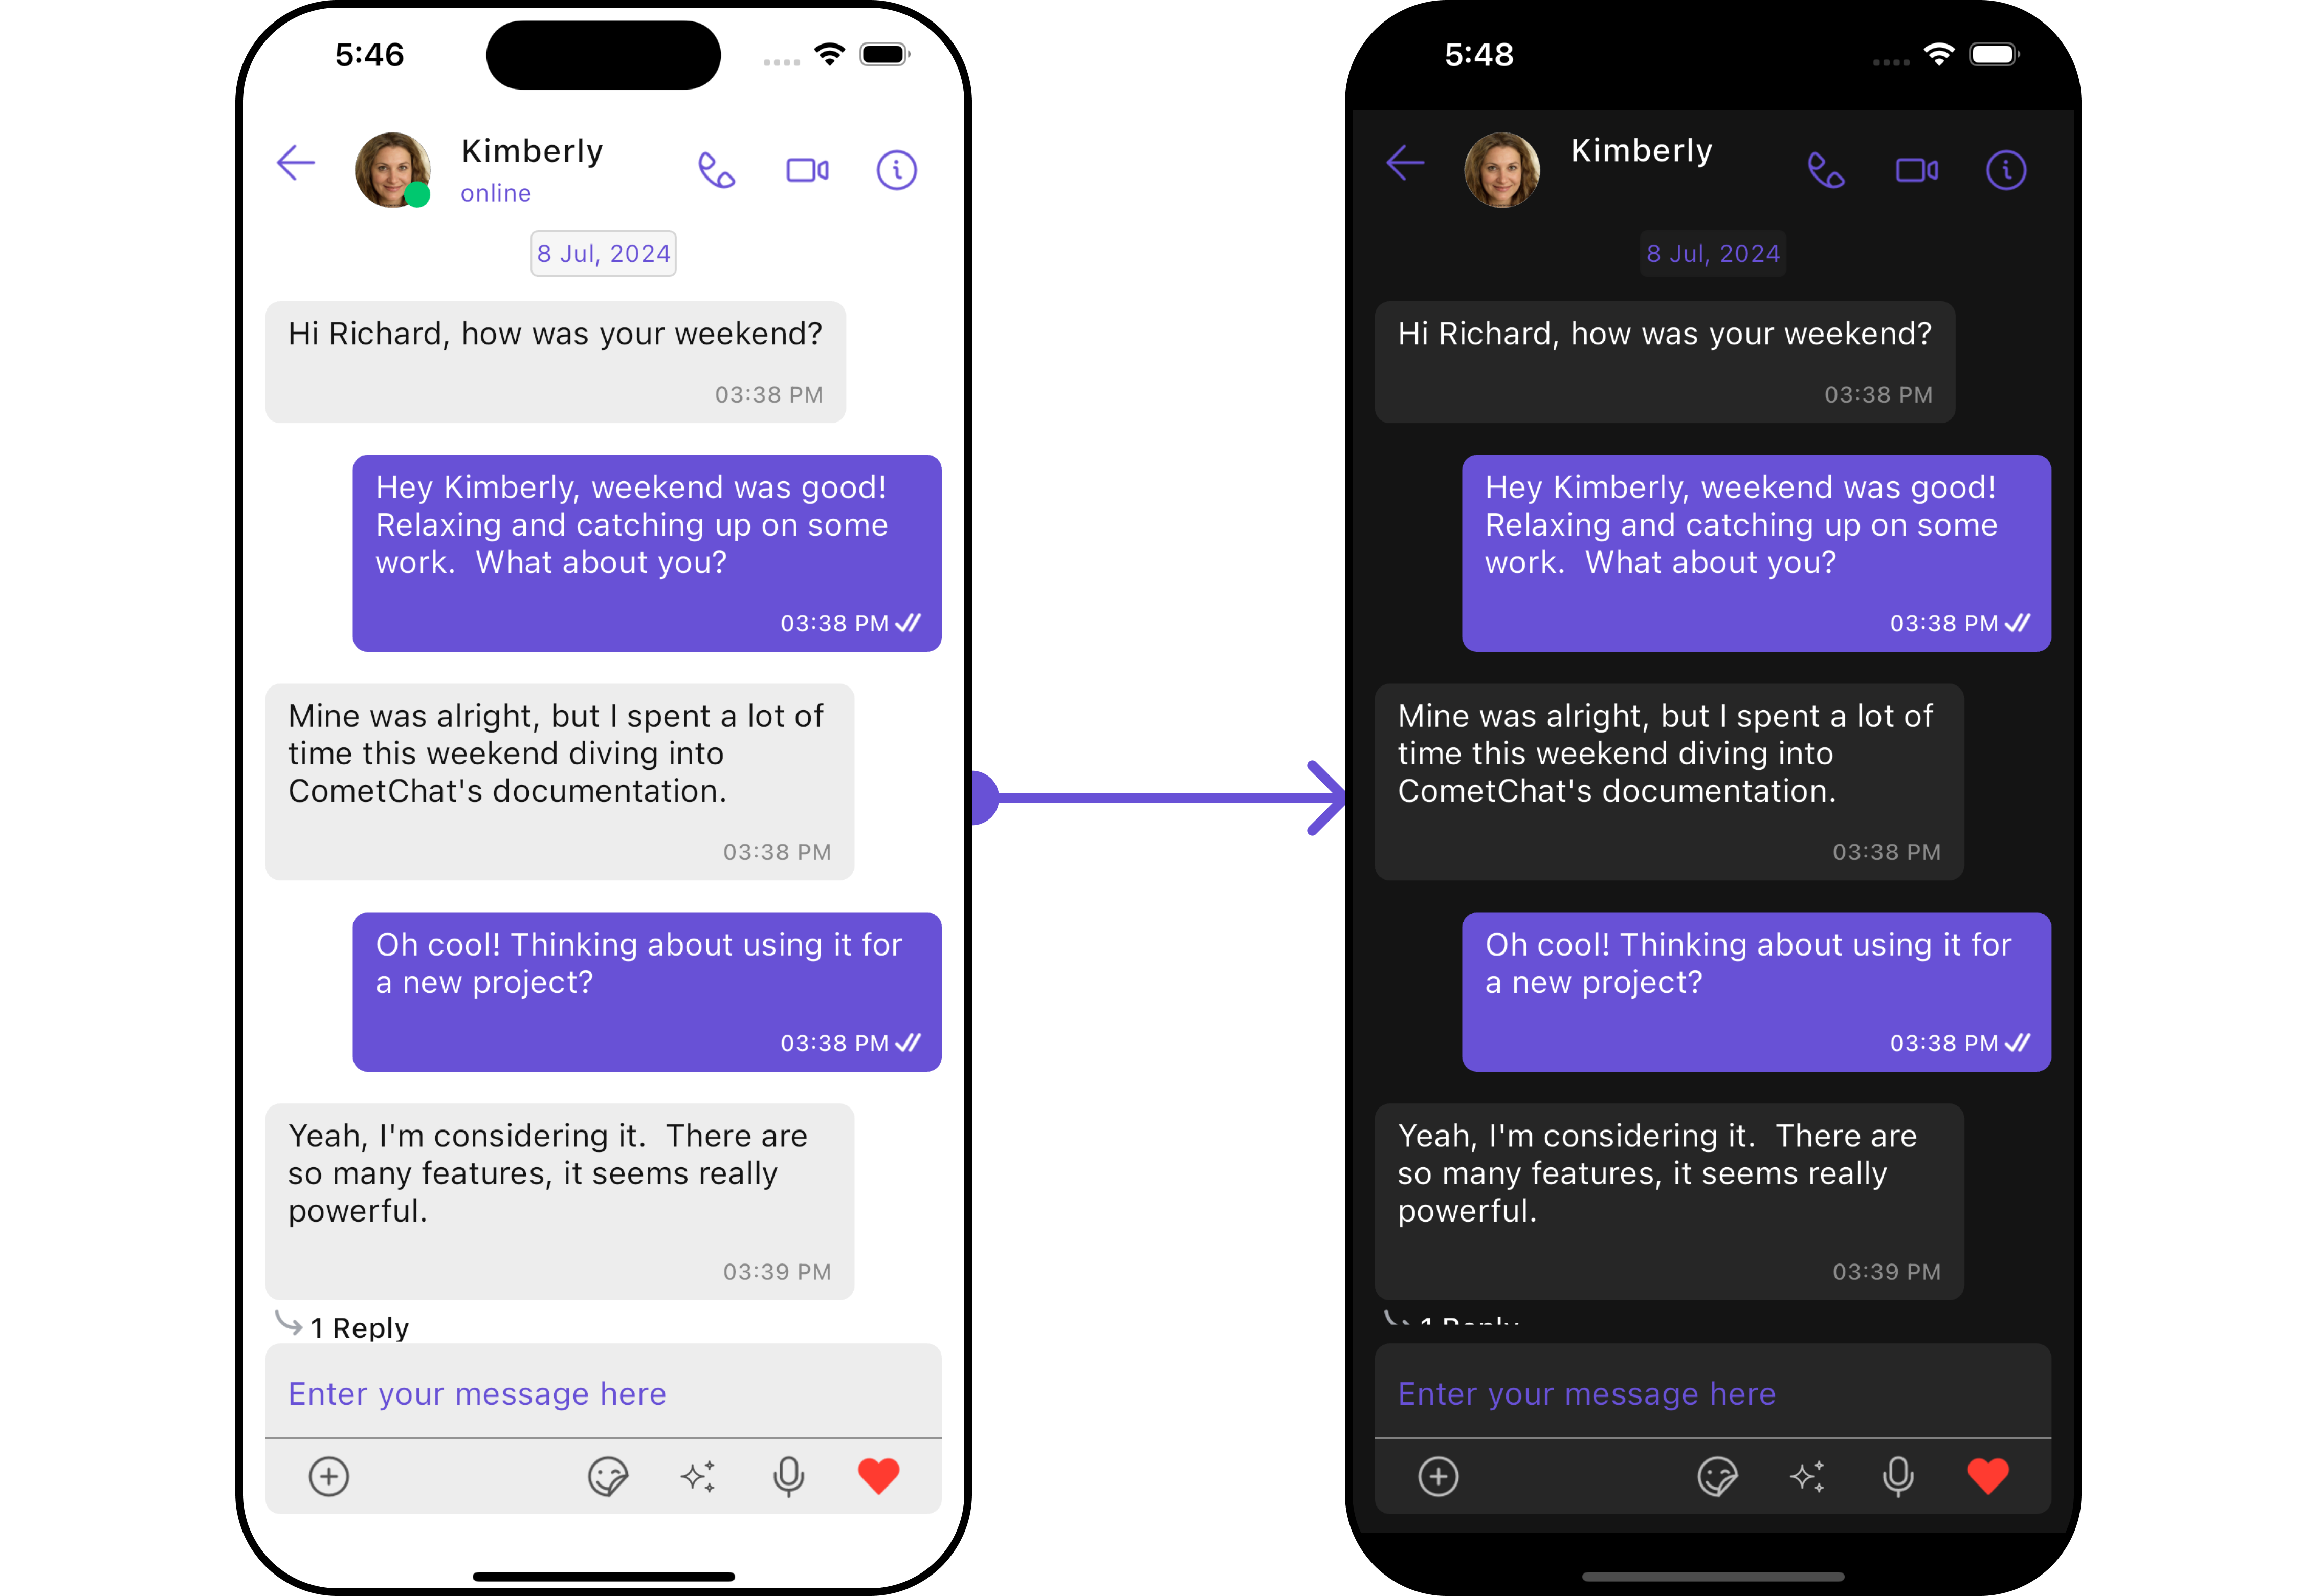 5:46
Kimberly
online
8 Jul, 2024
Hi Richard, how was your weekend?
03:38 PM
Hey Kimberly, weekend was good!
Relaxing and catching up on some
work.  What about you?
03:38 PM
Mine was alright, but I spent a lot of
time this weekend diving into
CometChat's documentation.
03:38 PM
Oh cool! Thinking about using it for
a new project?
03:38 PM
Yeah, I'm considering it.  There are
so many features, it seems really
powerful.
03:39 PM
1 Reply
Enter your message here
5:48
Kimberly
8 Jul, 2024
Hi Richard, how was your weekend?
03:38 PM
Hey Kimberly, weekend was good!
Relaxing and catching up on some
work.  What about you?
03:38 PM
Mine was alright, but I spent a lot of
time this weekend diving into
CometChat's documentation.
03:38 PM
Oh cool! Thinking about using it for
a new project?
03:38 PM
Yeah, I'm considering it.  There are
so many features, it seems really
powerful.
03:39 PM
1 Reply
Enter your message here